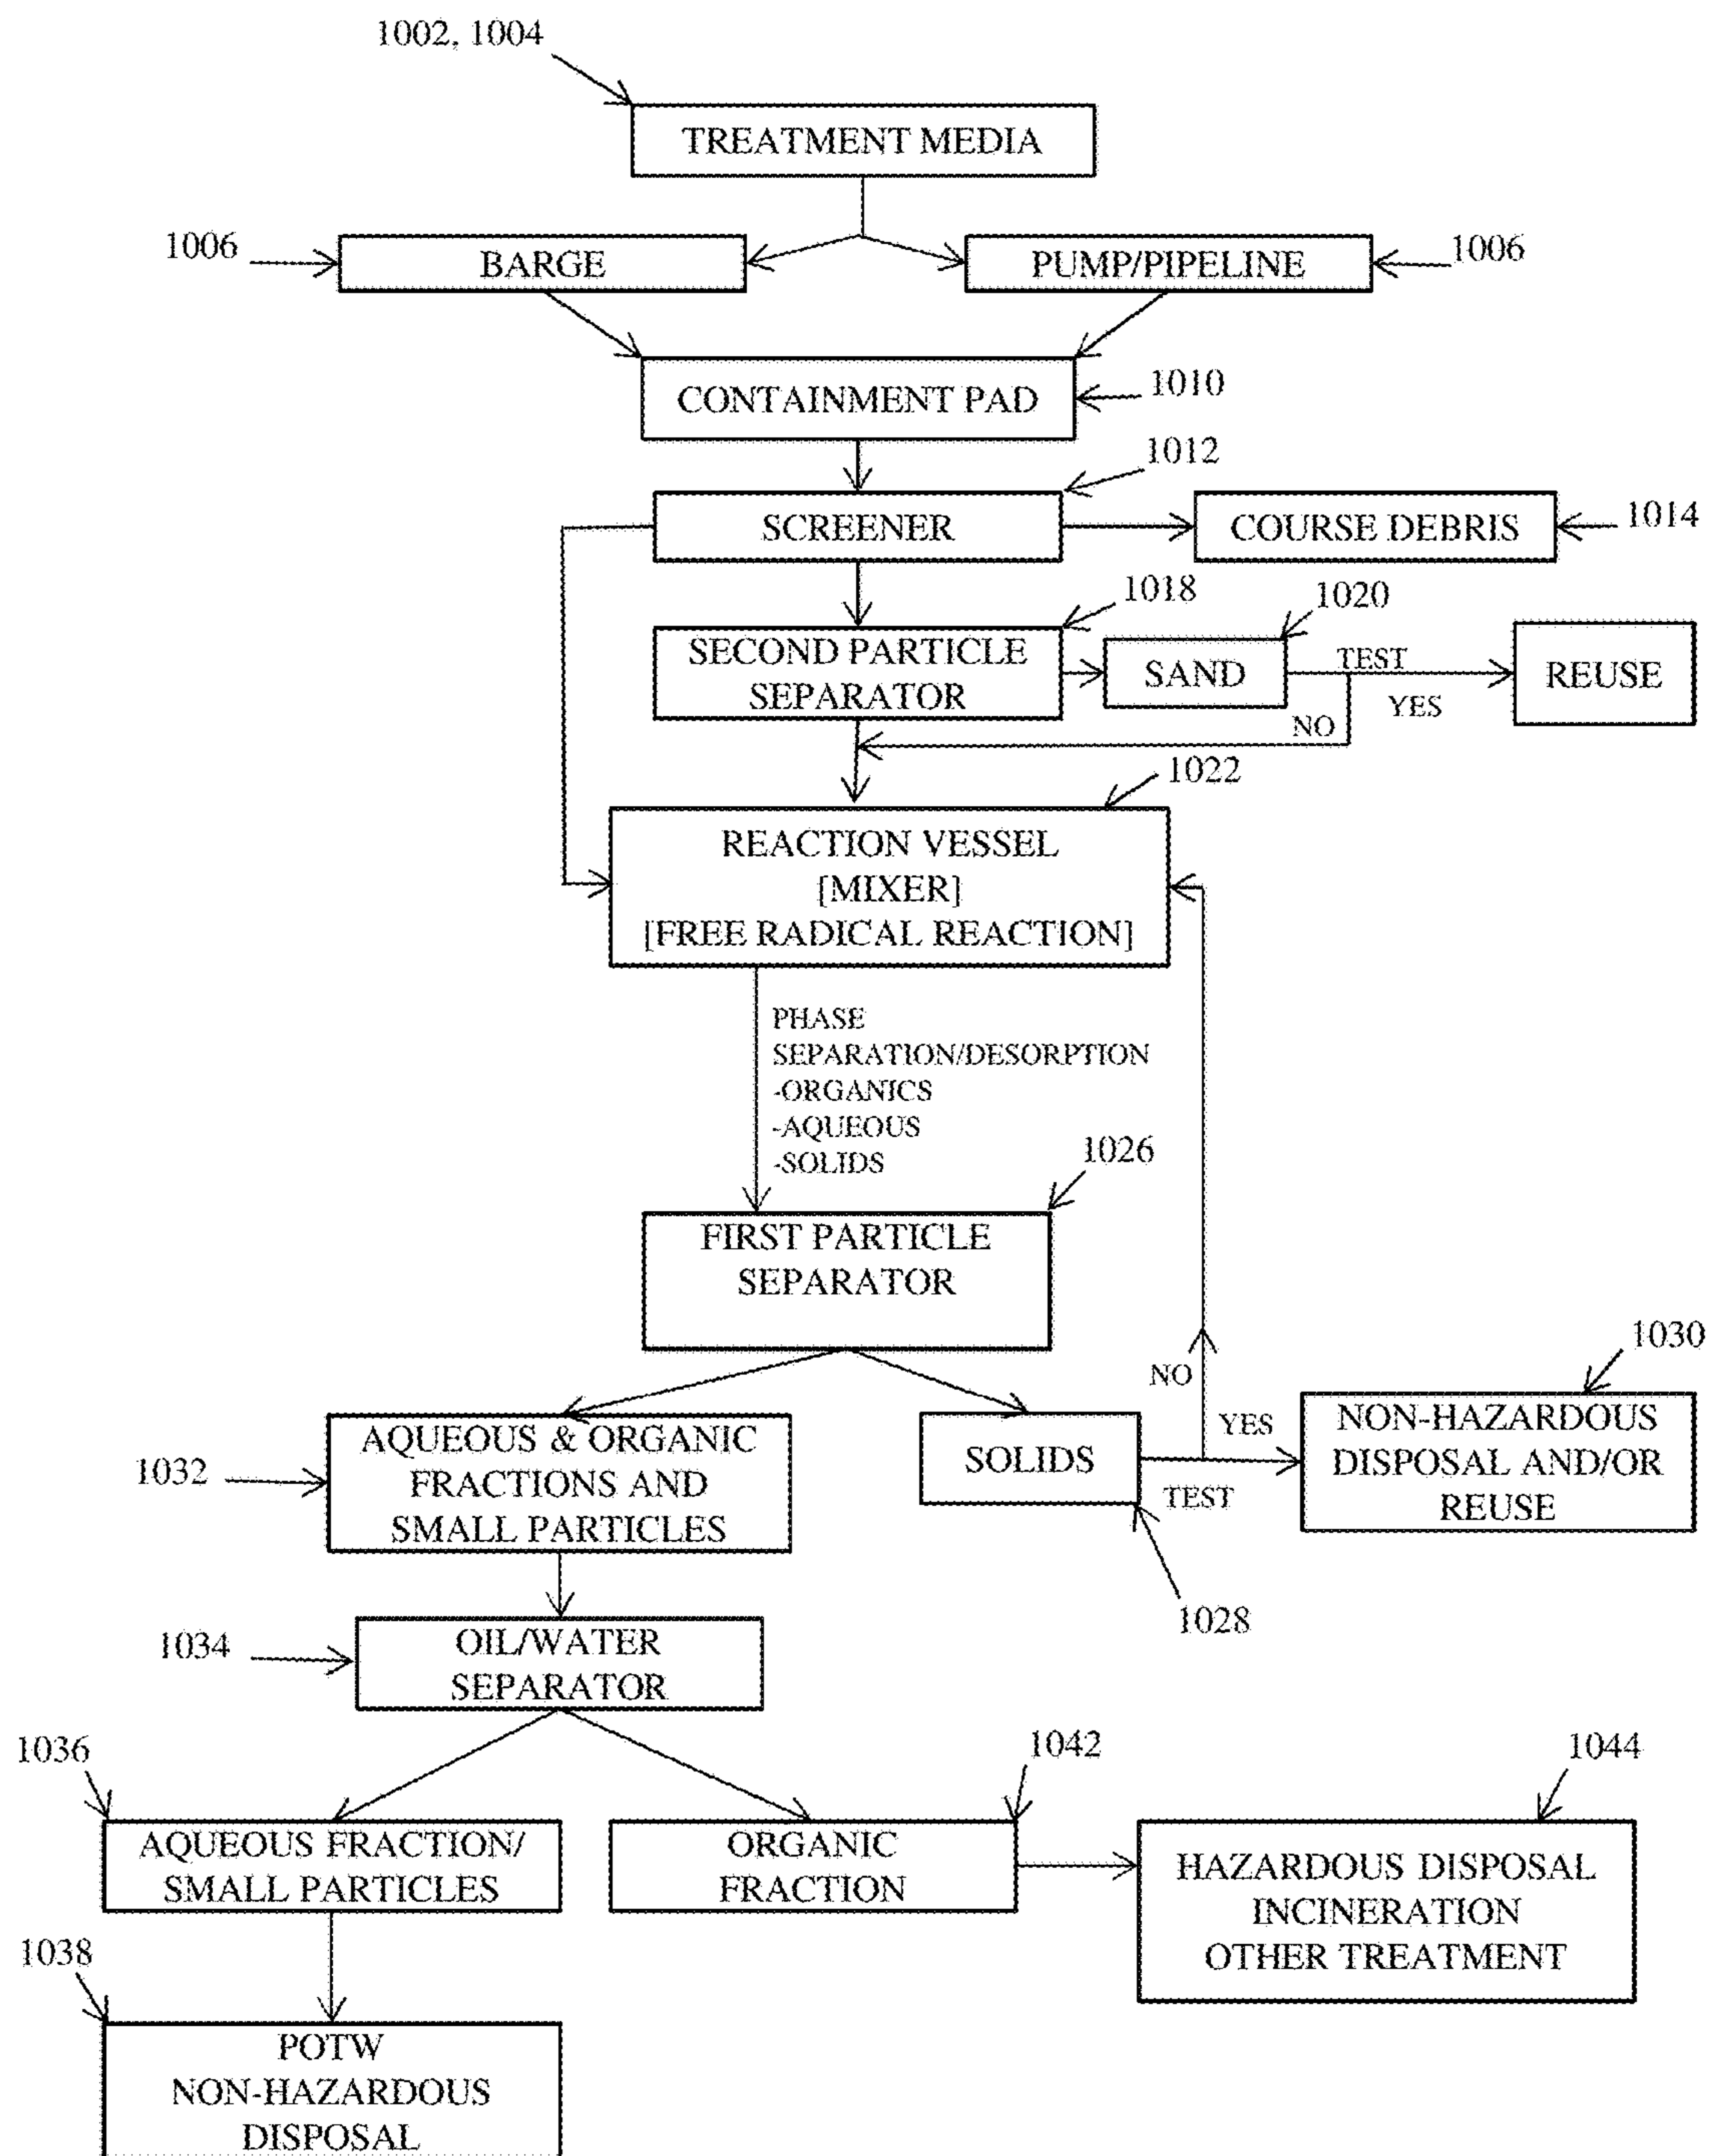 1002, 1004
TREATMENT MEDIA
1006
BARGE
PUMP/PIPELINE
1006
CONTAINMENT PAD
1010
1012
SCREENER
COURSE DEBRIS
1014
1018
1020
SECOND PARTICLE
SEPARATOR
SAND
TEST
YES
NO
REUSE
1022
REACTION VESSEL
[MIXER]
[FREE RADICAL REACTION]
PHASE
SEPARATION/DESORPTION
-ORGANICS
-AQUEOUS
-SOLIDS
1026
FIRST PARTICLE
SEPARATOR
1030
NO
YES
1032
AQUEOUS & ORGANIC
FRACTIONS AND
SMALL PARTICLES
SOLIDS
TEST
NON-HAZARDOUS
DISPOSAL AND/OR
REUSE
1028
1034
OIL/WATER
SEPARATOR
1036
1042
1044
AQUEOUS FRACTION/
SMALL PARTICLES
ORGANIC
FRACTION
HAZARDOUS DISPOSAL
INCINERATION
OTHER TREATMENT
1038
POTW
NON-HAZARDOUS
DISPOSAL